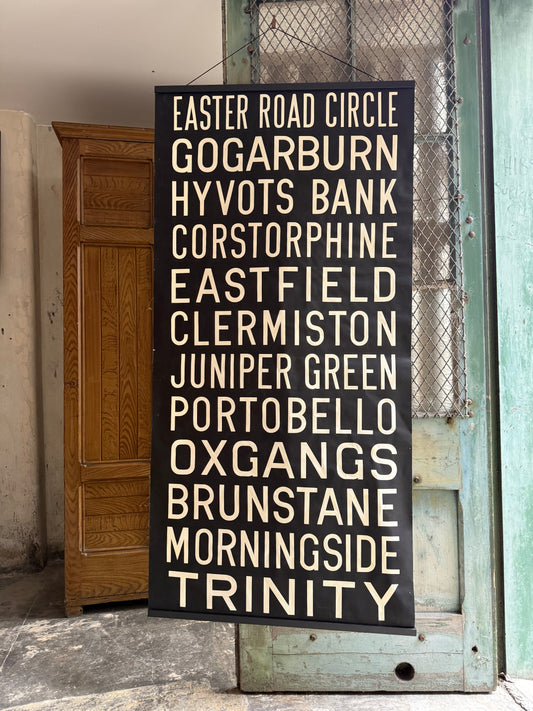 EASTER ROAD CIRCLE
GOGARBURN
HYVOTS BANK
CORSTORPHINE
EASTFIELD
CLERMISTON
JUNIPER GREEN
PORTOBELLO
OXGANGS
BRUNSTANE
MORNINGSIDE
TRINITY